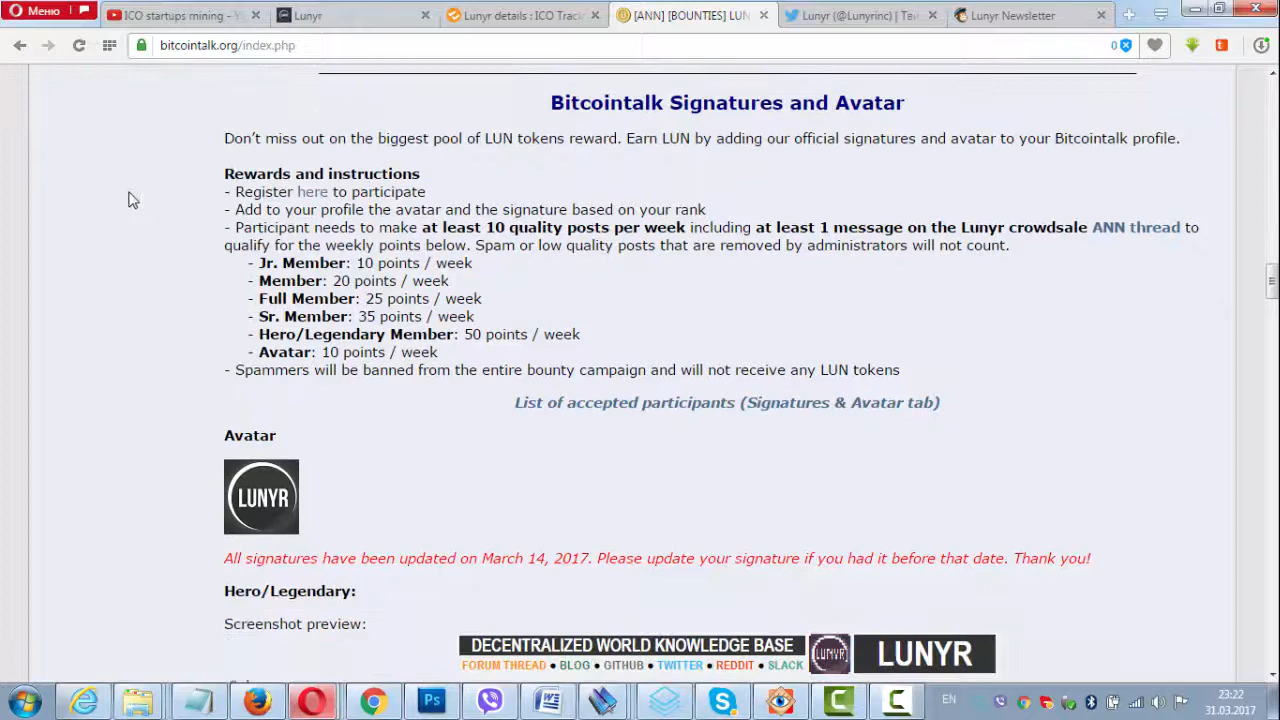 Меню
ICO startups mining - Y
Lunyr
Lunyr details : ICO Traci
[ANN] [BOUNTIES] LUN
Lunyr (@Lunyrinc) | Тви
Lunyr Newsletter
bitcointalk.org/index.php
0
Bitcointalk Signatures and Avatar
Don't miss out on the biggest pool of LUN tokens reward. Earn LUN by adding our official signatures and avatar to your Bitcointalk profile.
Rewards and instructions
- Register here to participate
- Add to your profile the avatar and the signature based on your rank
- Participant needs to make at least 10 quality posts per week including at least 1 message on the Lunyr crowdsale ANN thread to
qualify for the weekly points below. Spam or low quality posts that are removed by administrators will not count.
- Jr. Member: 10 points / week
- Member: 20 points / week
- Full Member: 25 points / week
- Sr. Member: 35 points / week
- Hero/Legendary Member: 50 points / week
- Avatar: 10 points / week
- Spammers will be banned from the entire bounty campaign and will not receive any LUN tokens
List of accepted participants (Signatures & Avatar tab)
Avatar
LUNYR
All signatures have been updated on March 14, 2017. Please update your signature if you had it before that date. Thank you!
Hero/Legendary:
Screenshot preview:
DECENTRALIZED WORLD KNOWLEDGE BASE
LUNYR
LUNYR
FORUM THREAD ● BLOG ● GITHUB ● TWITTER ● REDDIT ● SLACK
EN
23:22
31.03.2017